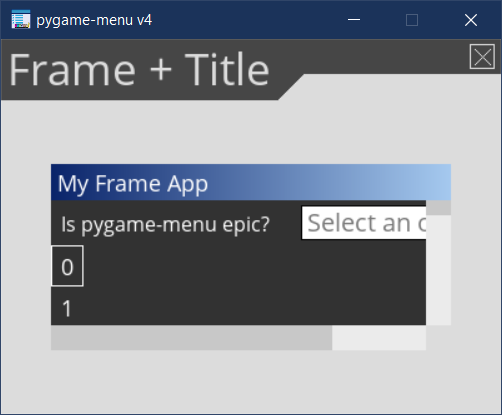 pygame-menu v4
Frame + Title
My Frame App
Is pygame-menu epic? Select an
0
1